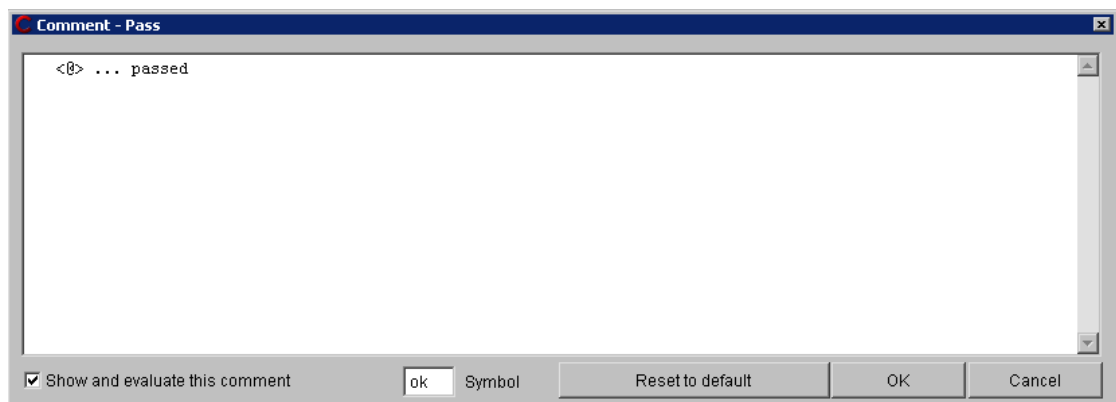 Comment - Pass
<@> ... passed
Show and evaluate this comment
ok
Symbol
Reset to default
OK
Cancel